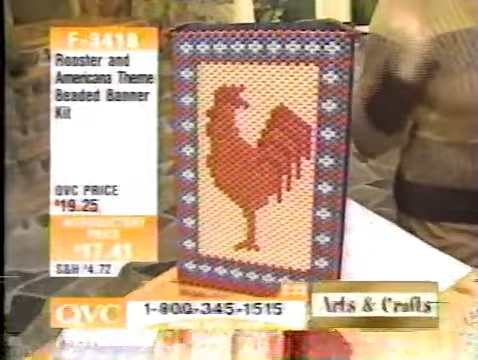 F-3418
Rooster and
Americana Theme
Beaded Banner
Kit
QVC PRICE
$19.25
INTRODUCTORY
PRICE
$17.41
S&H $4.72
QVC
1-800-345-1515
Arts & Crafts